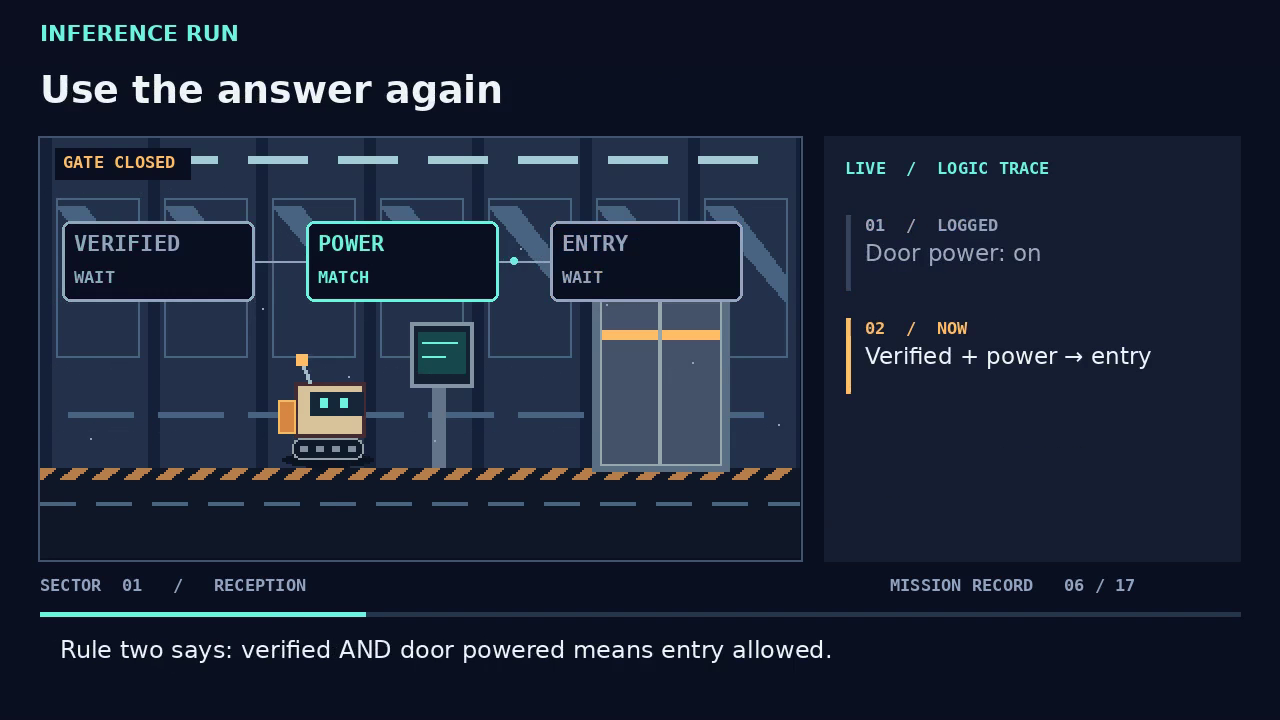 INFERENCE RUN
Use the answer again
GATE CLOSED
VERIFIED
WAIT
POWER
MATCH
ENTRY
WAIT
LIVE / LOGIC TRACE
01 / LOGGED
Door power: on
02 / NOW
Verified + power → entry
SECTOR 01 / RECEPTION
MISSION RECORD 06 / 17
Rule two says: verified AND door powered means entry allowed.